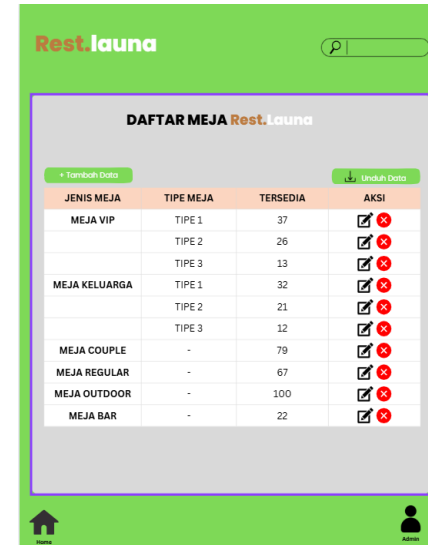 Rest.launa
DAFTAR MEJA Rest.Launa
+ Tambah Data
Unduh Data
JENIS MEJA TIPE MEJA TERSEDIA AKSI
MEJA VIP TIPE 1 37
TIPE 2 26
TIPE 3 13
MEJA KELUARGA TIPE 1 32
TIPE 2 21
TIPE 3 12
MEJA COUPLE - 79
MEJA REGULAR - 67
MEJA OUTDOOR - 100
MEJA BAR - 22
Home
Admin